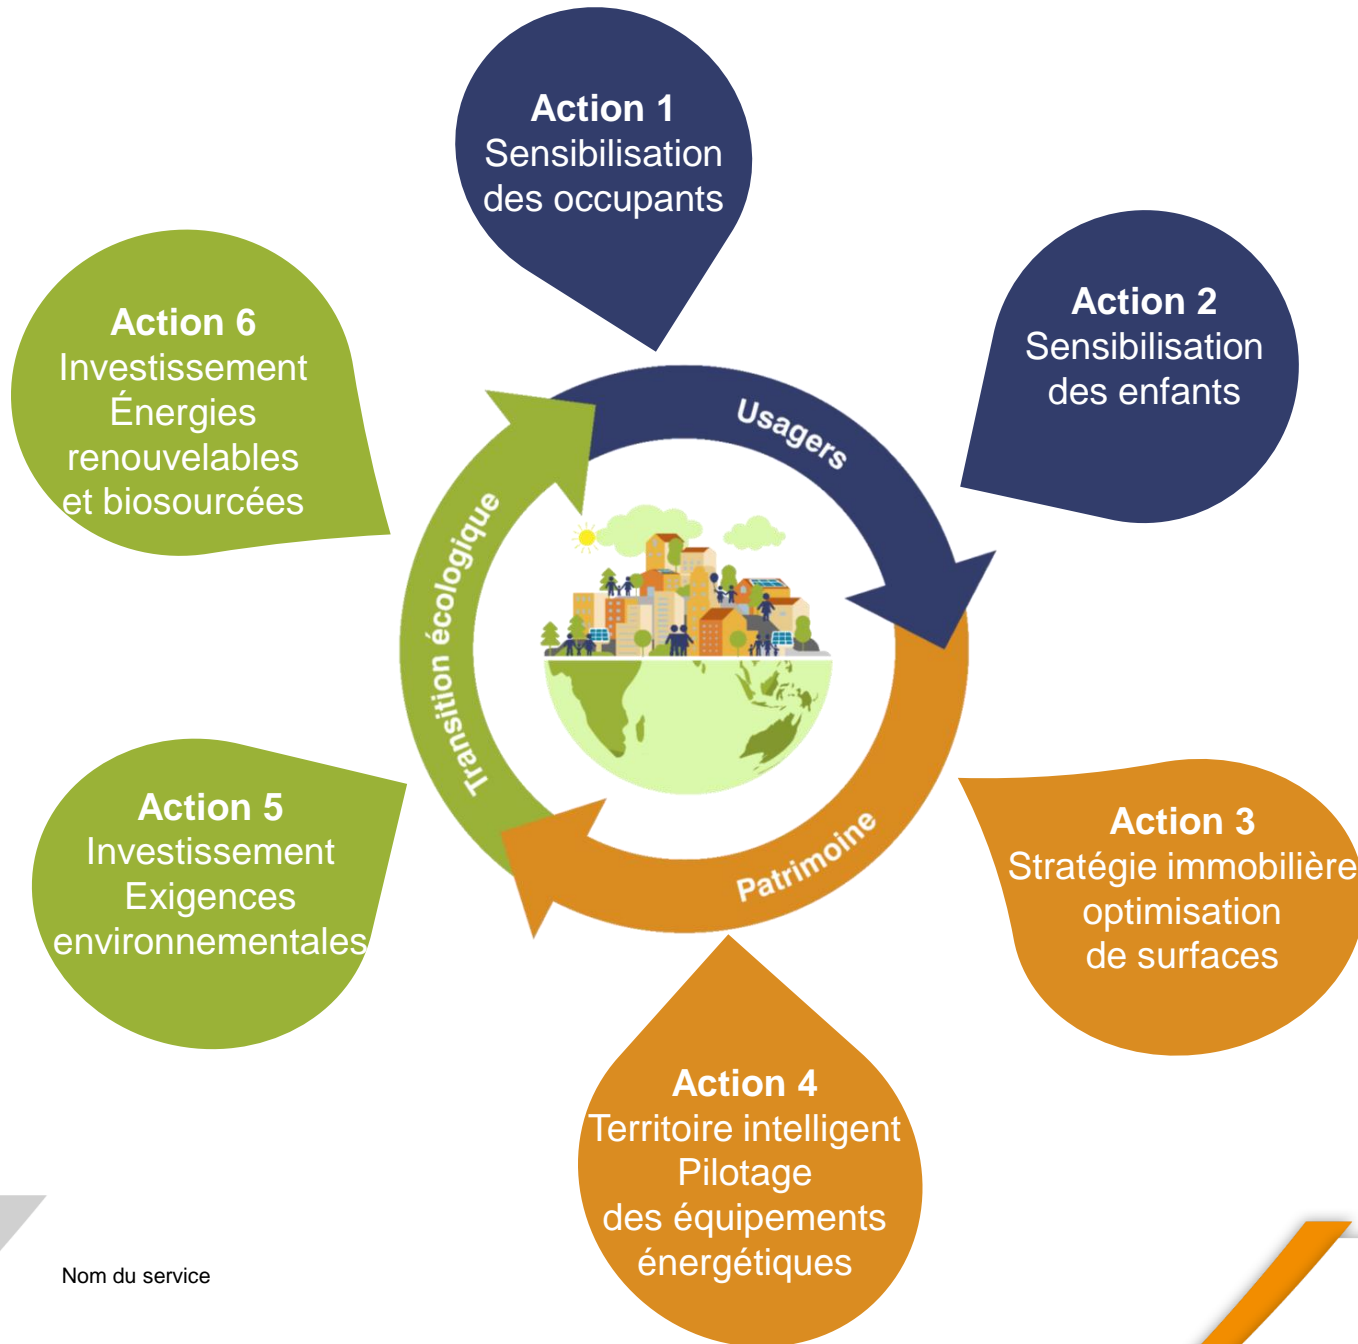 Action 1
Sensibilisation
des occupants
Action 2
Sensibilisation
des enfants
Action 6
Investissement
Énergies
renouvelables
et biosourcées
Usagers
Transition écologique
Patrimoine
Action 5
Investissement
Exigences
environnementales
Action 3
Stratégie immobilière
optimisation
de surfaces
Action 4
Territoire intelligent
Pilotage
des équipements
énergétiques
Nom du service